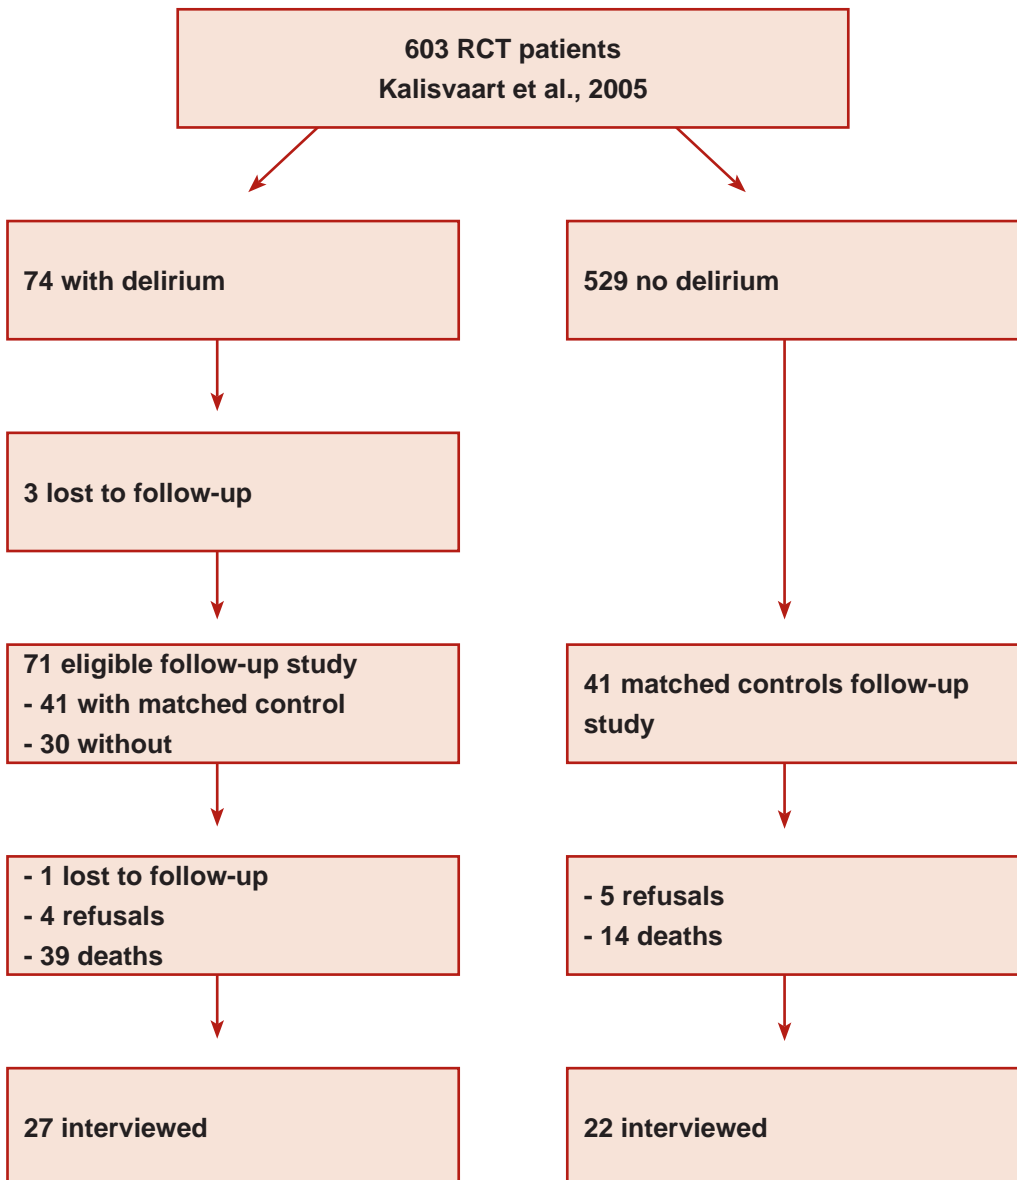 603 RCT patients
Kalisvaart et al., 2005
74 with delirium
529 no delirium
3 lost to follow-up
71 eligible follow-up study
- 41 with matched control
- 30 without
41 matched controls follow-up
study
- 1 lost to follow-up
- 4 refusals
- 39 deaths
- 5 refusals
- 14 deaths
27 interviewed
22 interviewed